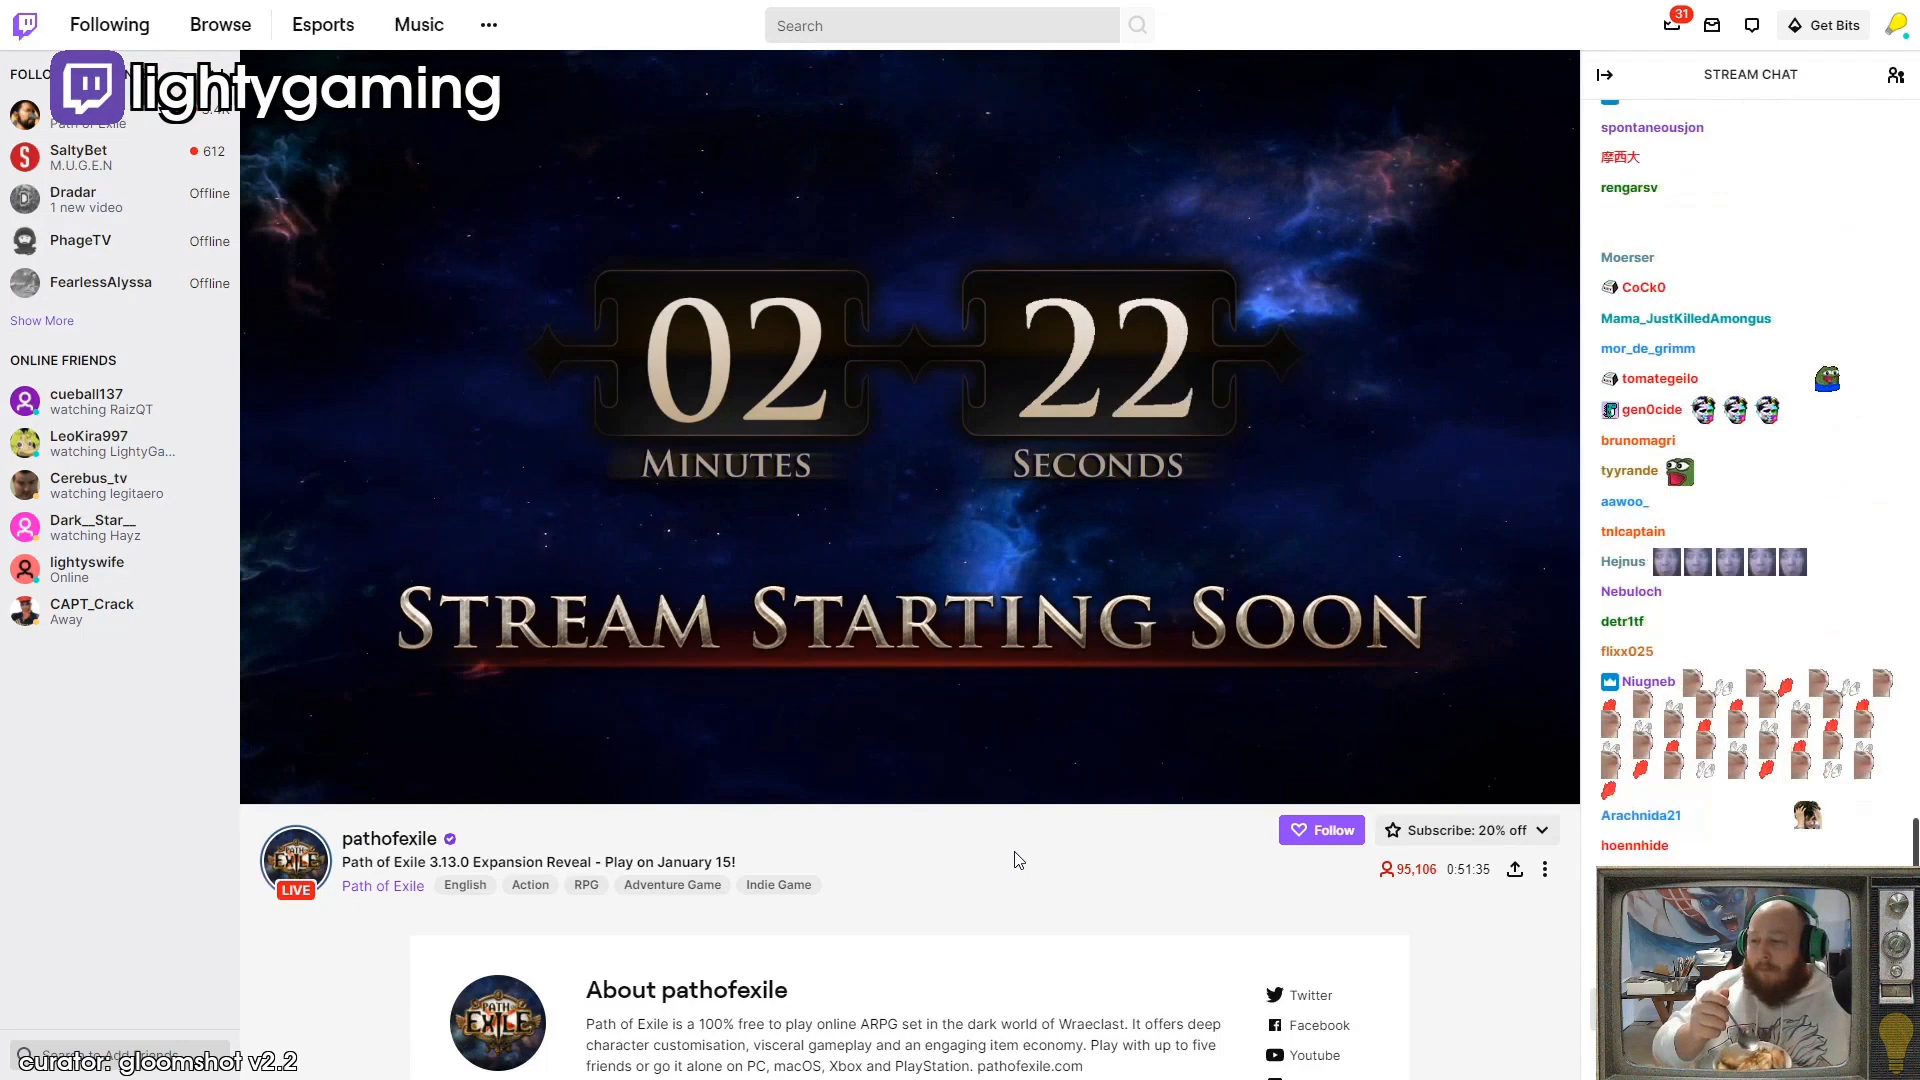 Following
Browse
Esports
Music
Search
31
Get Bits
lightygaming
Path of Exile
SaltyBet
612
M.U.G.E.N
Dradar
Offline
1 new video
PhageTV
Offline
FearlessAlyssa
Offline
Show More
ONLINE FRIENDS
cueball137
watching RaizQT
LeoKira997
watching LightyGa...
Cerebus_tv
watching legitaero
Dark__Star__
watching Hayz
lightyswife
Online
CAPT_Crack
Away
curator: gloomshot v2.2
02
22
MINUTES
SECONDS
STREAM STARTING SOON
LIVE
pathofexile
Path of Exile 3.13.0 Expansion Reveal - Play on January 15!
Path of Exile
English
Action
RPG
Adventure Game
Indie Game
Follow
Subscribe: 20% off
95,106
0:51:35
PATH OF EXILE
About pathofexile
Path of Exile is a 100% free to play online ARPG set in the dark world of Wraeclast. It offers deep
character customisation, visceral gameplay and an engaging item economy. Play with up to five
friends or go it alone on PC, macOS, Xbox and PlayStation. pathofexile.com
Twitter
Facebook
Youtube
STREAM CHAT
spontaneousjon
摩西大
rengarsv
Moerser
CoCk0
Mama_JustKilledAmongus
mor_de_grimm
tomategeilo
gen0cide
brunomagri
tyyrande
aawoo_
tnlcaptain
Hejnus
Nebuloch
detr1tf
flixx025
Niugneb
Arachnida21
hoennhide